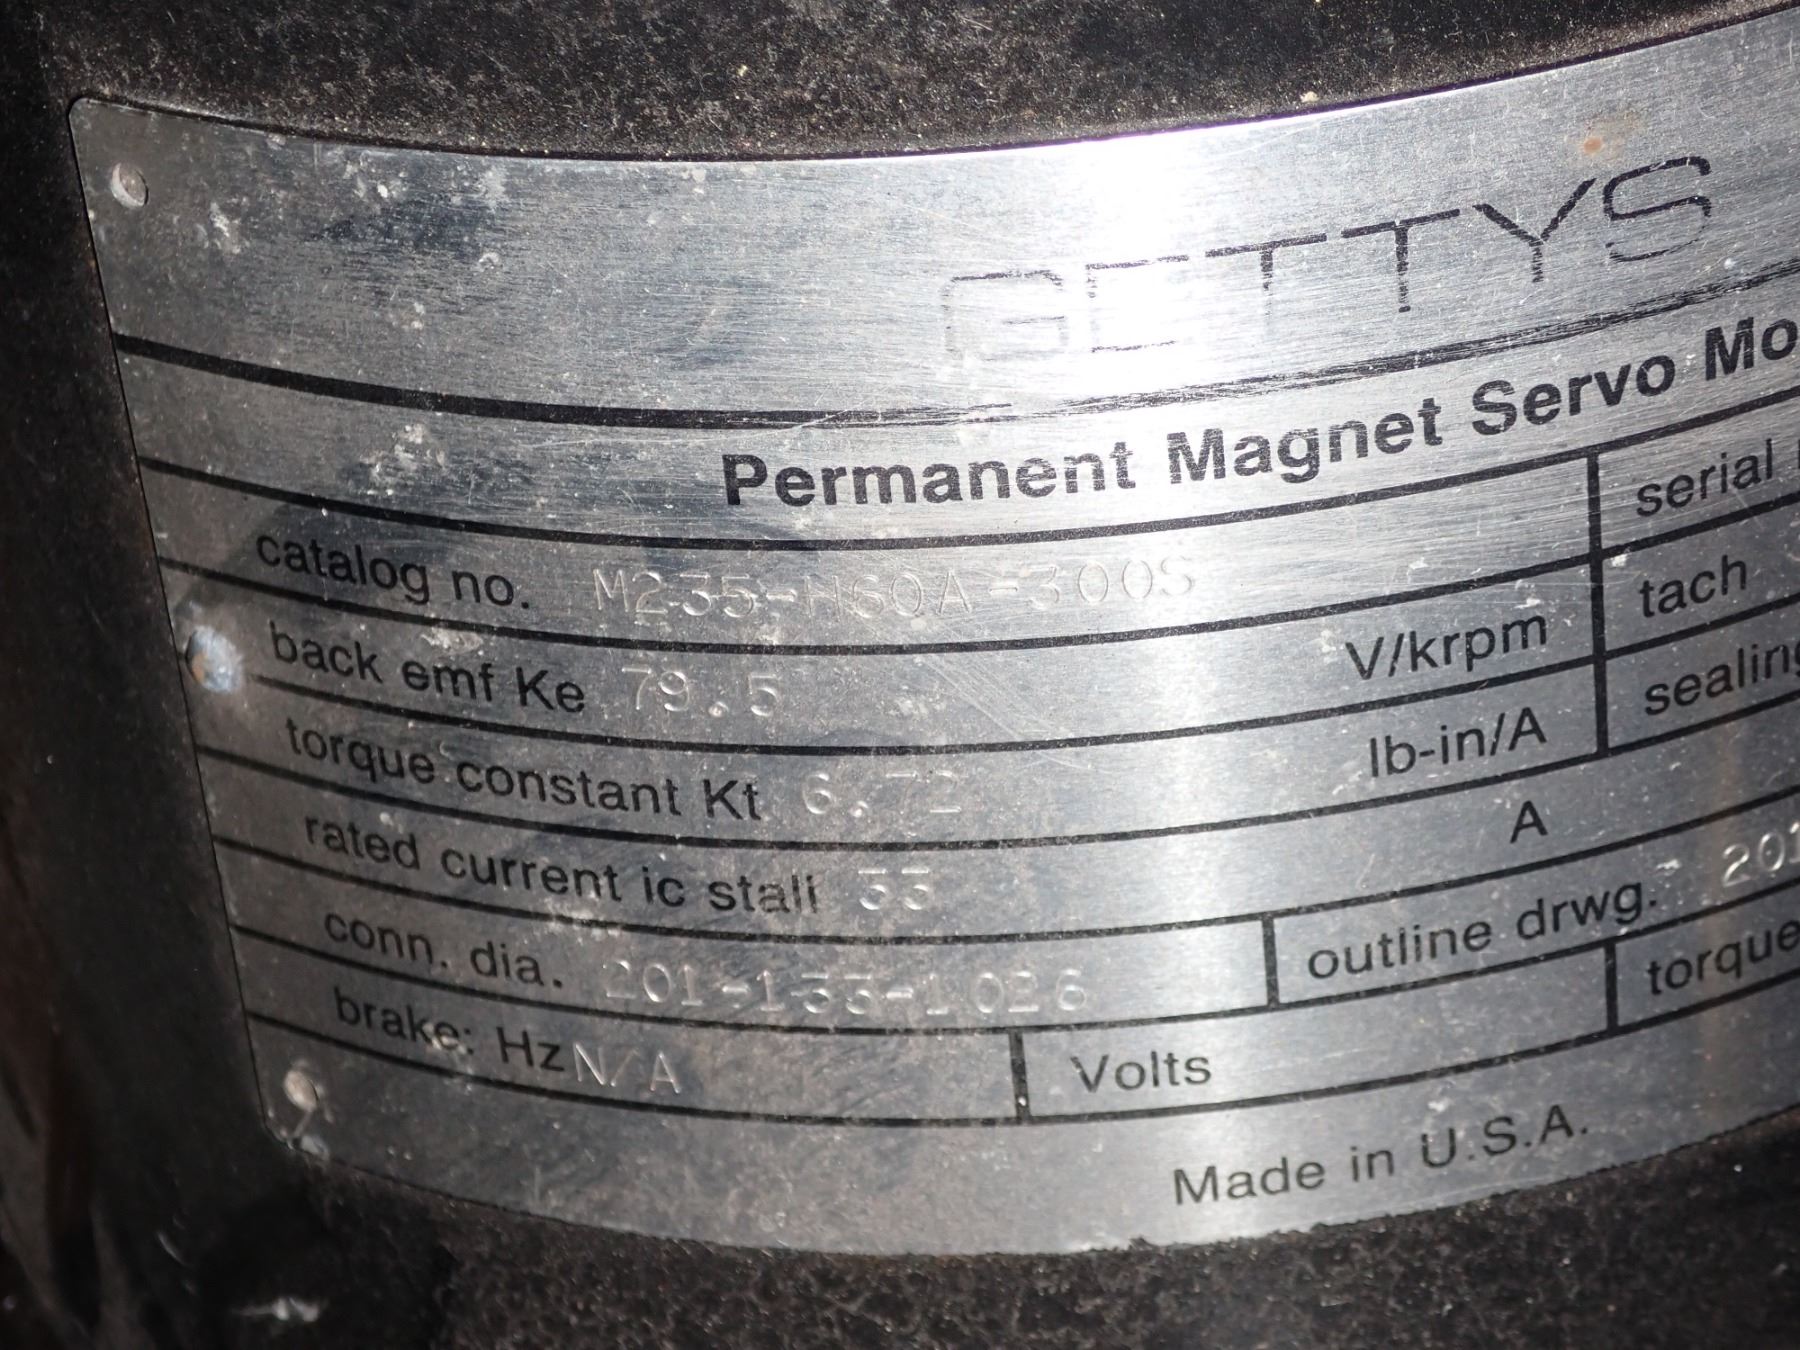 GETTYS
Permanent Magnet Servo Mo
catalog no. M235-H60A-300S
serial
back emf Ke 79.5 V/krpm
tach
torque constant Kt 6.72 lb-in/A
sealing
rated current ic stall 33 A
conn. dia. 201-133-1026
outline drwg. 201
brake: Hz N/A
Volts
torque
Made in U.S.A.